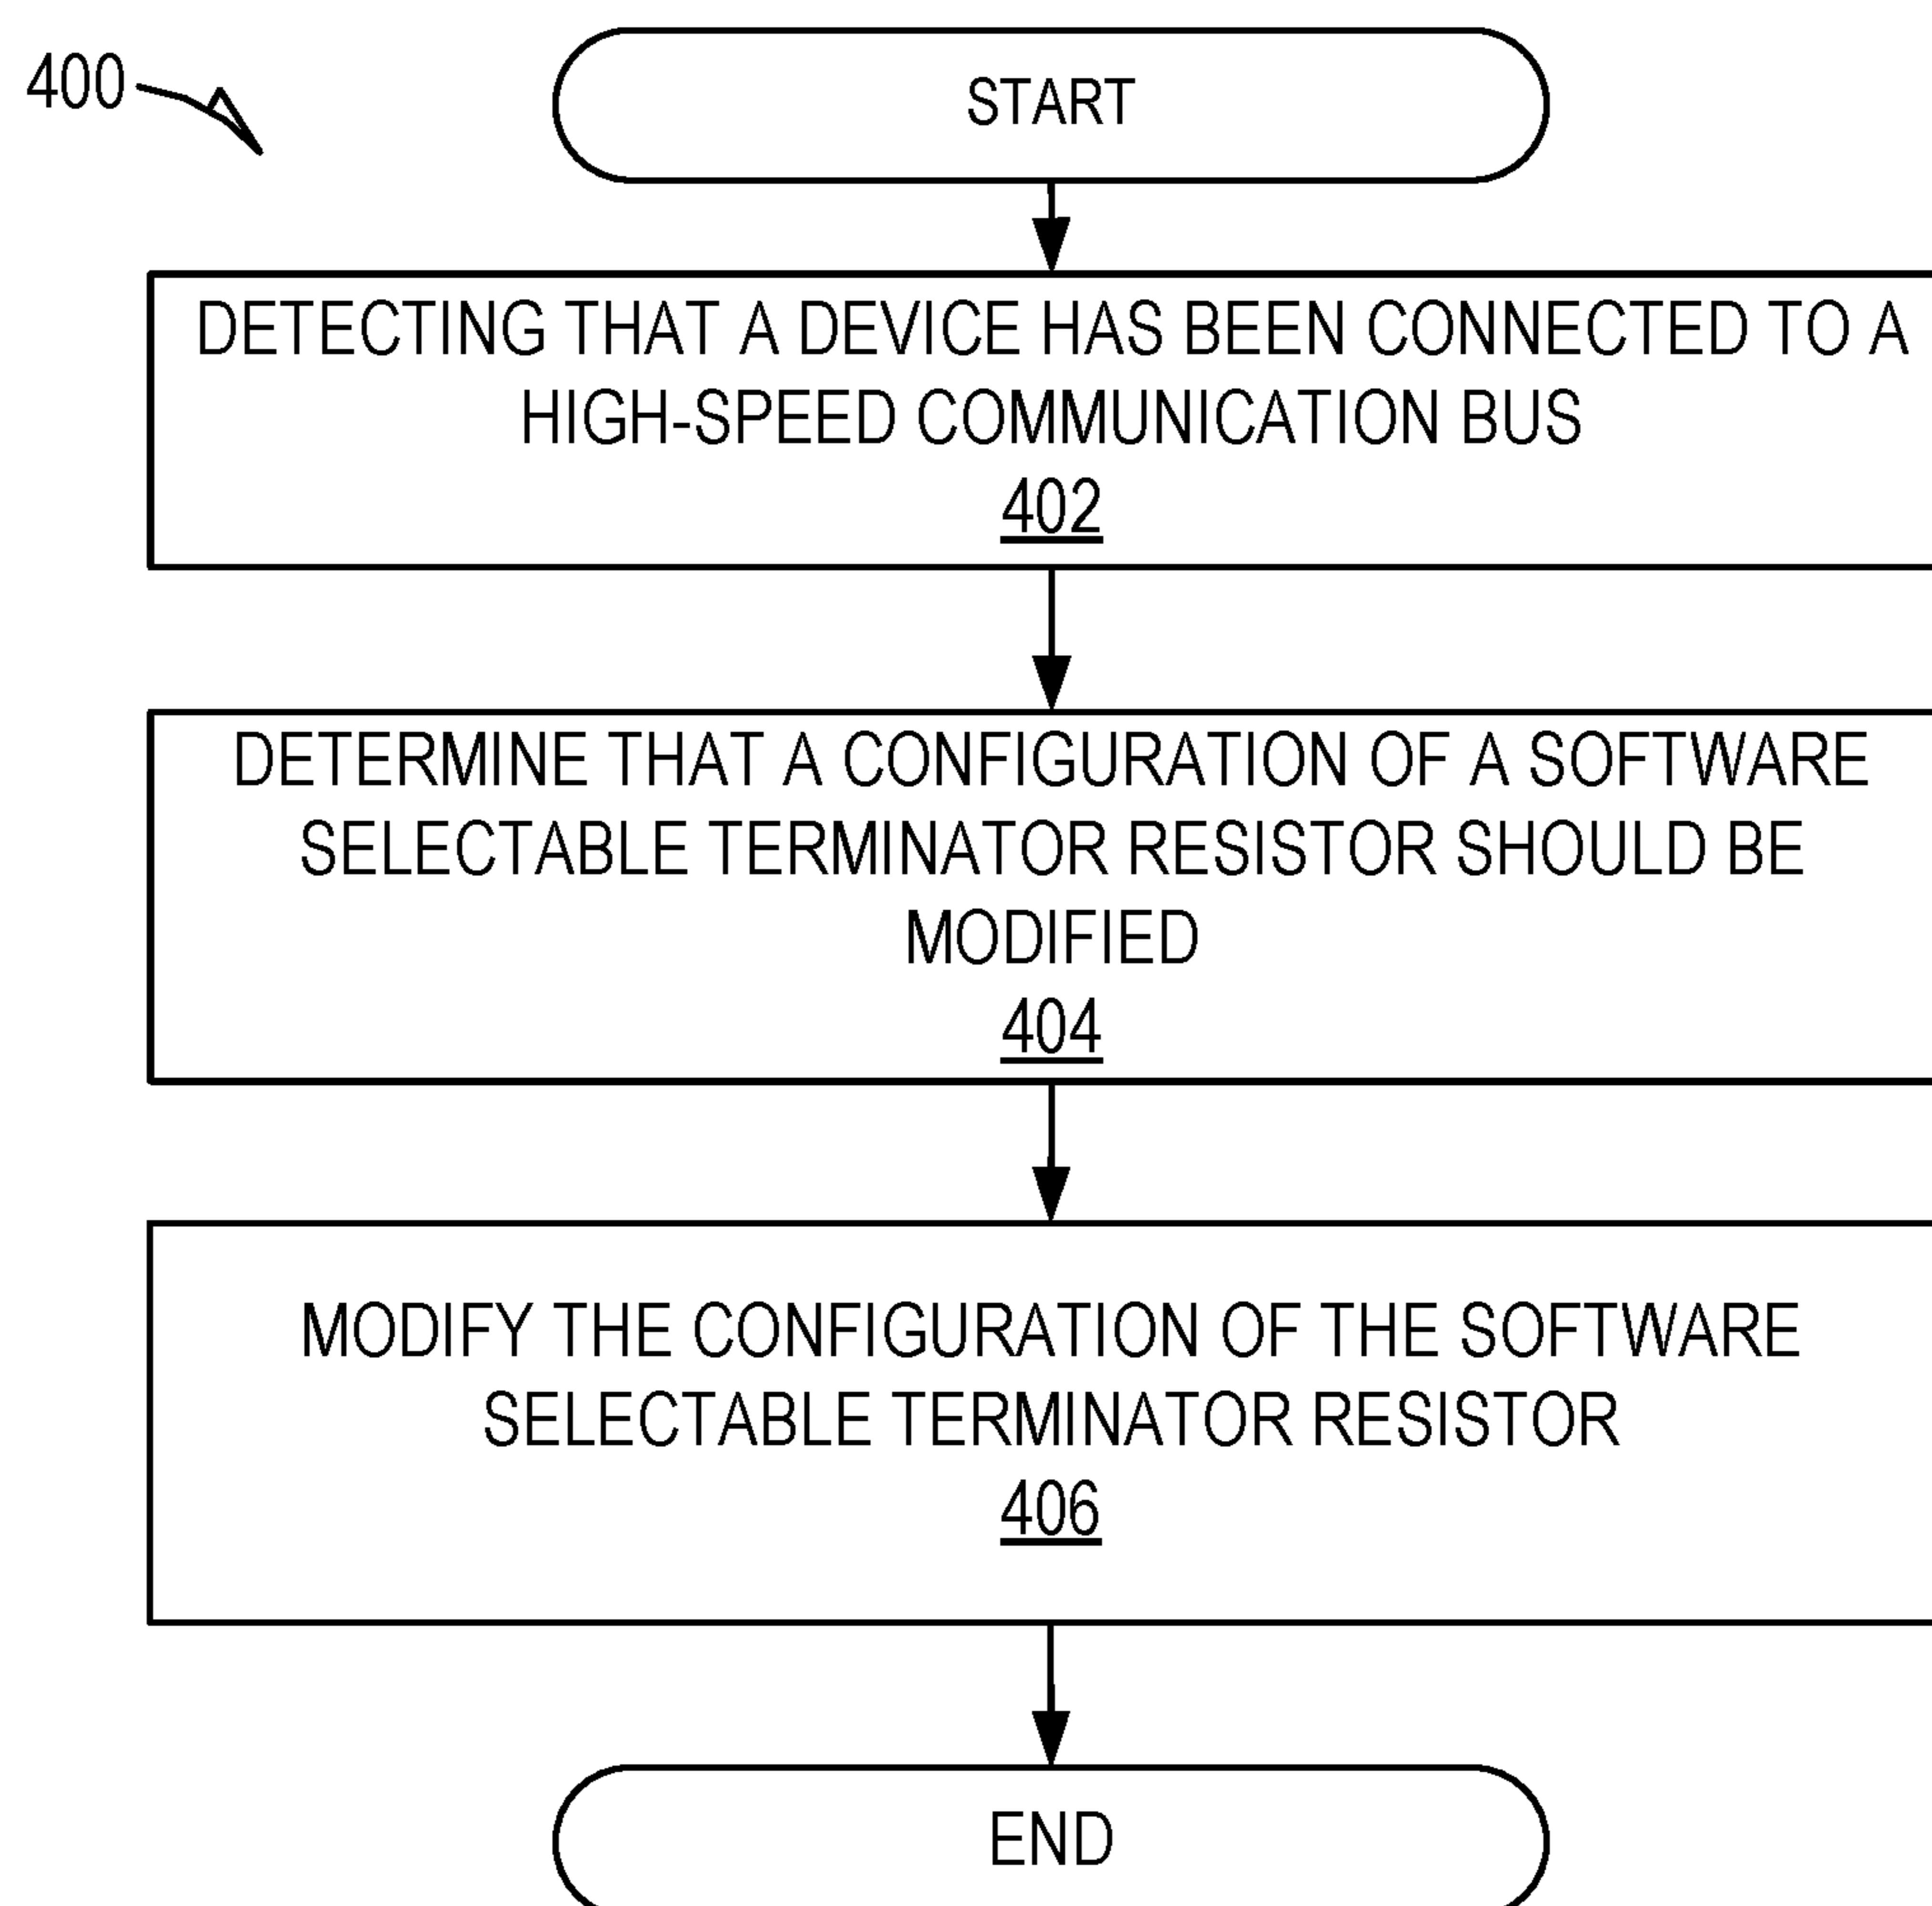 400
START
DETECTING THAT A DEVICE HAS BEEN CONNECTED TO A
HIGH-SPEED COMMUNICATION BUS
402
DETERMINE THAT A CONFIGURATION OF A SOFTWARE
SELECTABLE TERMINATOR RESISTOR SHOULD BE
MODIFIED
404
MODIFY THE CONFIGURATION OF THE SOFTWARE
SELECTABLE TERMINATOR RESISTOR
406
END